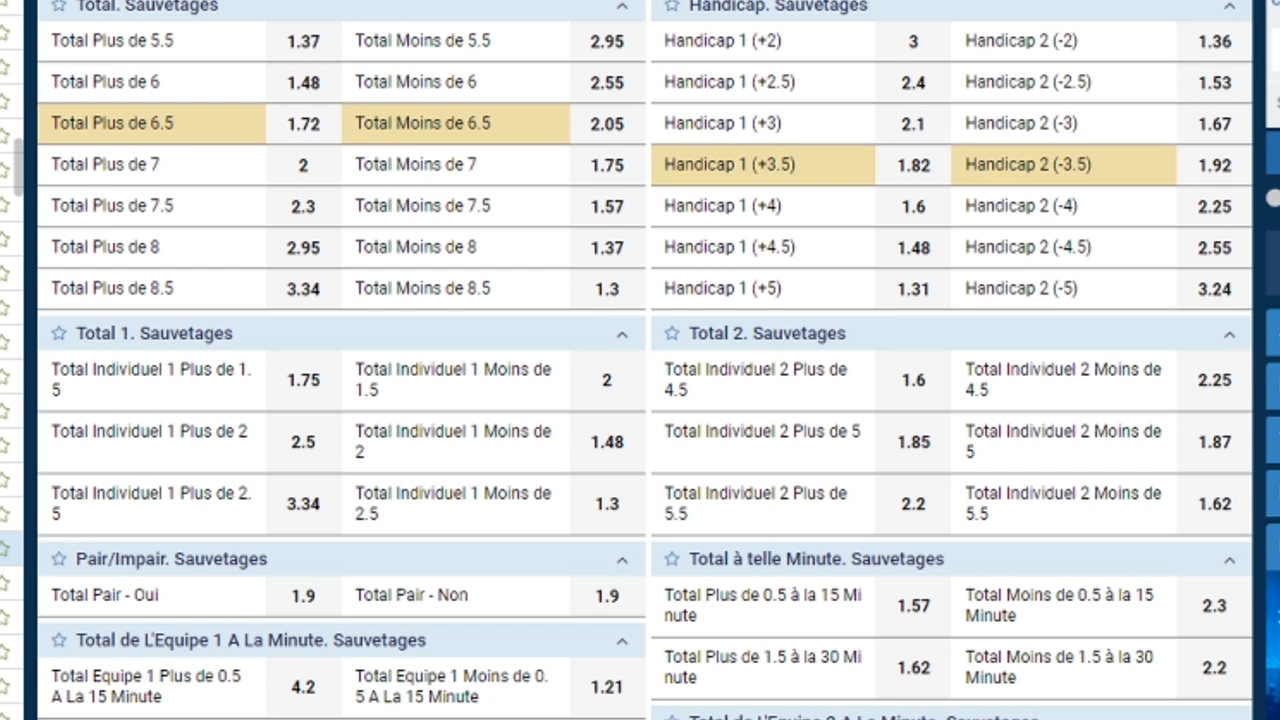 Total. Sauvetages
Total Plus de 5.5 1.37 Total Moins de 5.5 2.95
Total Plus de 6 1.48 Total Moins de 6 2.55
Total Plus de 6.5 1.72 Total Moins de 6.5 2.05
Total Plus de 7 2 Total Moins de 7 1.75
Total Plus de 7.5 2.3 Total Moins de 7.5 1.57
Total Plus de 8 2.95 Total Moins de 8 1.37
Total Plus de 8.5 3.34 Total Moins de 8.5 1.3
Total 1. Sauvetages
Total Individuel 1 Plus de 1.
5
1.75
Total Individuel 1 Moins de
1.5
2
Total Individuel 1 Plus de 2
2.5
Total Individuel 1 Moins de
2
1.48
Total Individuel 1 Plus de 2.
5
3.34
Total Individuel 1 Moins de
2.5
1.3
Pair/Impair. Sauvetages
Total Pair - Oui 1.9 Total Pair - Non 1.9
Total de L'Equipe 1 A La Minute. Sauvetages
Total Equipe 1 Plus de 0.5
A La 15 Minute
4.2
Total Equipe 1 Moins de 0.
5 A La 15 Minute
1.21
Handicap. Sauvetages
Handicap 1 (+2) 3 Handicap 2 (-2) 1.36
Handicap 1 (+2.5) 2.4 Handicap 2 (-2.5) 1.53
Handicap 1 (+3) 2.1 Handicap 2 (-3) 1.67
Handicap 1 (+3.5) 1.82 Handicap 2 (-3.5) 1.92
Handicap 1 (+4) 1.6 Handicap 2 (-4) 2.25
Handicap 1 (+4.5) 1.48 Handicap 2 (-4.5) 2.55
Handicap 1 (+5) 1.31 Handicap 2 (-5) 3.24
Total 2. Sauvetages
Total Individuel 2 Plus de
4.5
1.6
Total Individuel 2 Moins de
4.5
2.25
Total Individuel 2 Plus de 5
1.85
Total Individuel 2 Moins de
5
1.87
Total Individuel 2 Plus de
5.5
2.2
Total Individuel 2 Moins de
5.5
1.62
Total à telle Minute. Sauvetages
Total Plus de 0.5 à la 15 Mi
nute
1.57
Total Moins de 0.5 à la 15
Minute
2.3
Total Plus de 1.5 à la 30 Mi
nute
1.62
Total Moins de 1.5 à la 30
Minute
2.2
Total de L'Equipe 2 A La Minute. Sauvetages